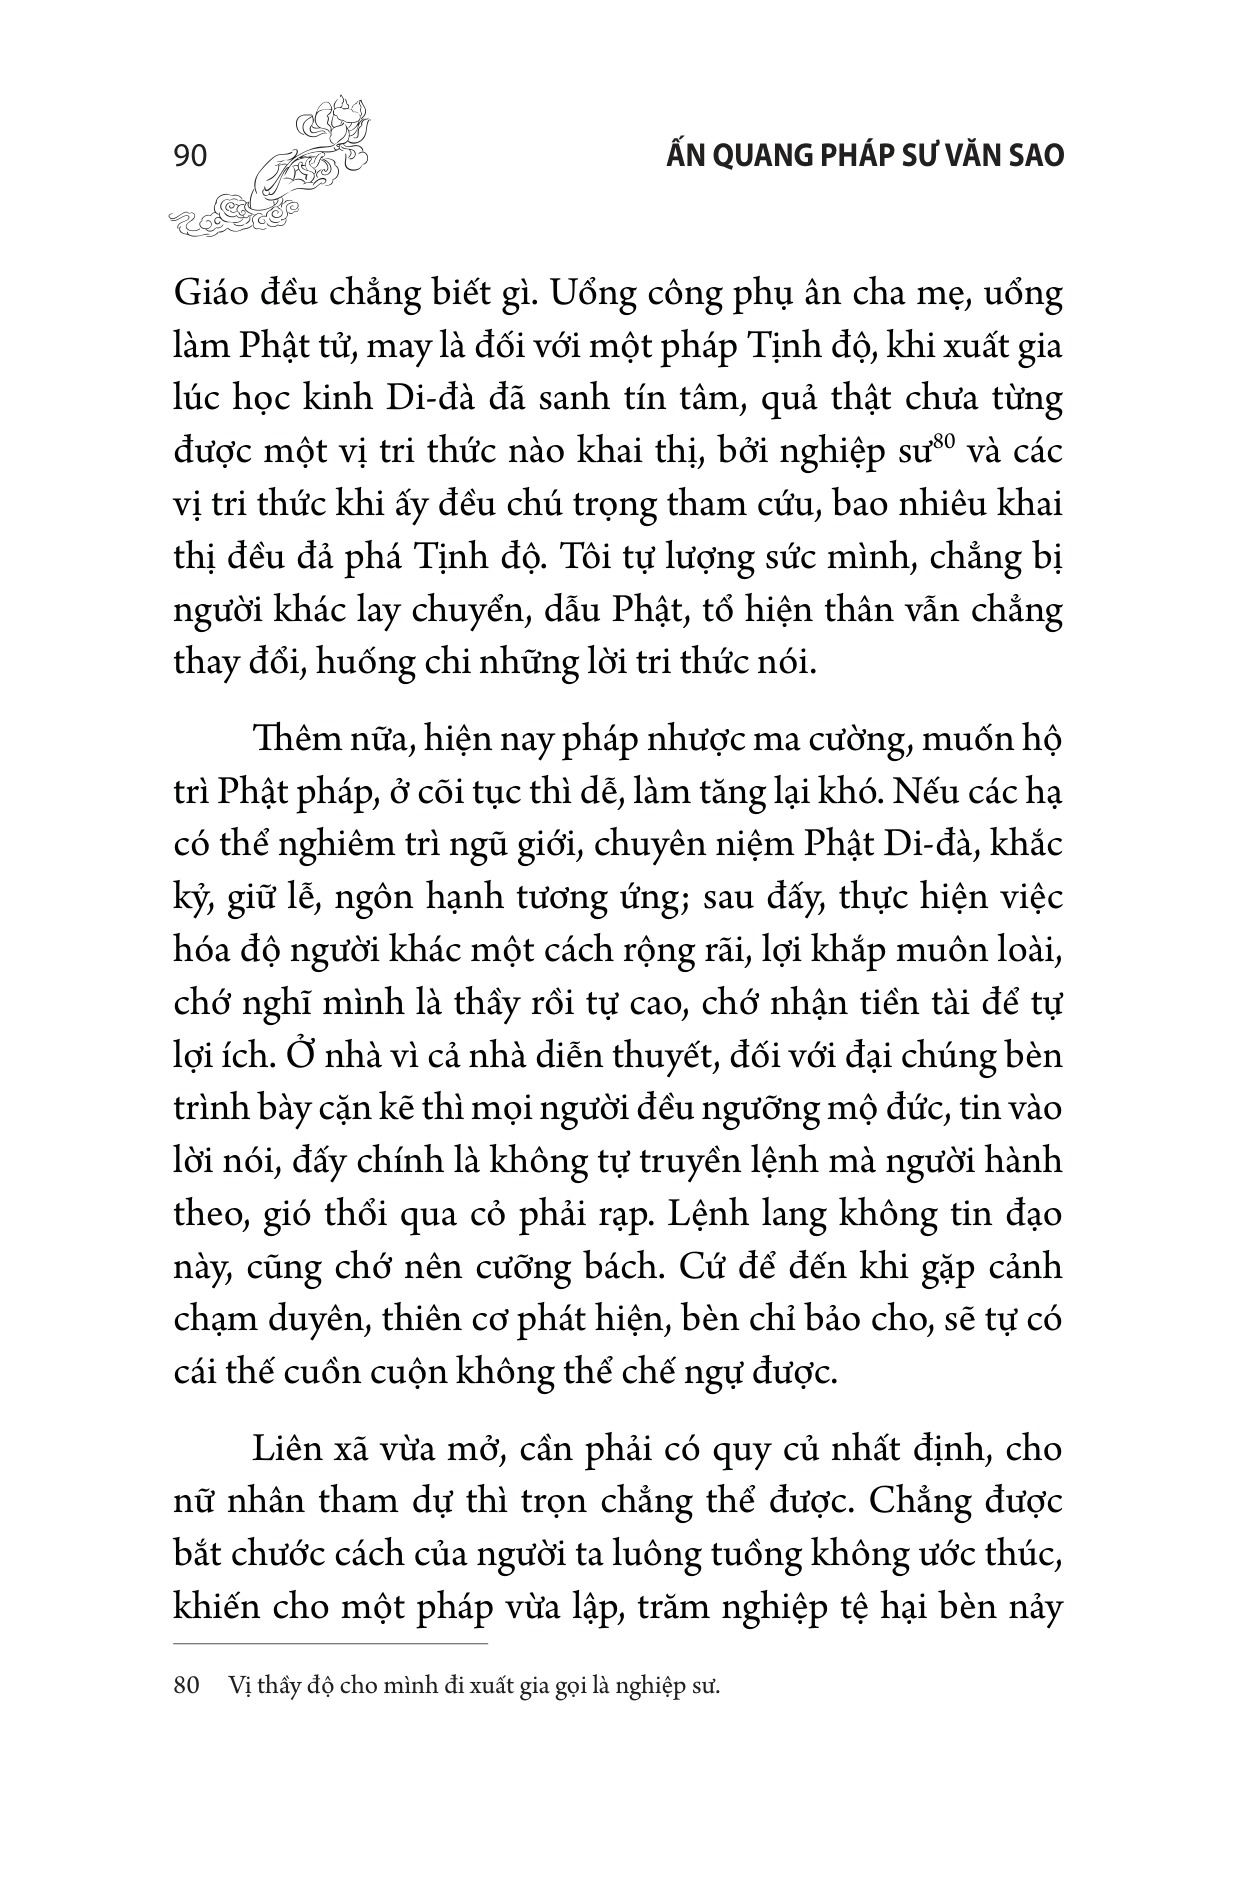 90
ẤN QUANG PHÁP SƯ VĂN SAO
Giáo đều chẳng biết gì. Uổng công phụ ân cha mẹ, uổng
làm Phật tử, may là đối với một pháp Tịnh độ, khi xuất gia
lúc học kinh Di-đà đã sanh tín tâm, quả thật chưa từng
được một vị tri thức nào khai thị, bởi nghiệp sư80 và các
vị tri thức khi ấy đều chú trọng tham cứu, bao nhiêu khai
thị đều đả phá Tịnh độ. Tôi tự lượng sức mình, chẳng bị
người khác lay chuyển, dẫu Phật, tổ hiện thân vẫn chẳng
thay đổi, huống chi những lời tri thức nói.
Thêm nữa, hiện nay pháp nhược ma cường, muốn hộ
trì Phật pháp, ở cõi tục thì dễ, làm tăng lại khó. Nếu các hạ
có thể nghiêm trì ngũ giới, chuyên niệm Phật Di-đà, khắc
kỷ, giữ lễ, ngôn hạnh tương ứng; sau đấy, thực hiện việc
hóa độ người khác một cách rộng rãi, lợi khắp muôn loài,
chớ nghĩ mình là thầy rồi tự cao, chớ nhận tiền tài để tự
lợi ích. Ở nhà vì cả nhà diễn thuyết, đối với đại chúng bèn
trình bày cặn kẽ thì mọi người đều ngưỡng mộ đức, tin vào
lời nói, đấy chính là không tự truyền lệnh mà người hành
theo, gió thổi qua cỏ phải rạp. Lệnh lang không tin đạo
này, cũng chớ nên cưỡng bách. Cứ để đến khi gặp cảnh
chạm duyên, thiên cơ phát hiện, bèn chỉ bảo cho, sẽ tự có
cái thế cuồn cuộn không thể chế ngự được.
Liên xã vừa mở, cần phải có quy củ nhất định, cho
nữ nhân tham dự thì trọn chẳng thể được. Chẳng được
bắt chước cách của người ta luông tuồng không ước thúc,
khiến cho một pháp vừa lập, trăm nghiệp tệ hại bèn nảy
80 Vị thầy độ cho mình đi xuất gia gọi là nghiệp sư.